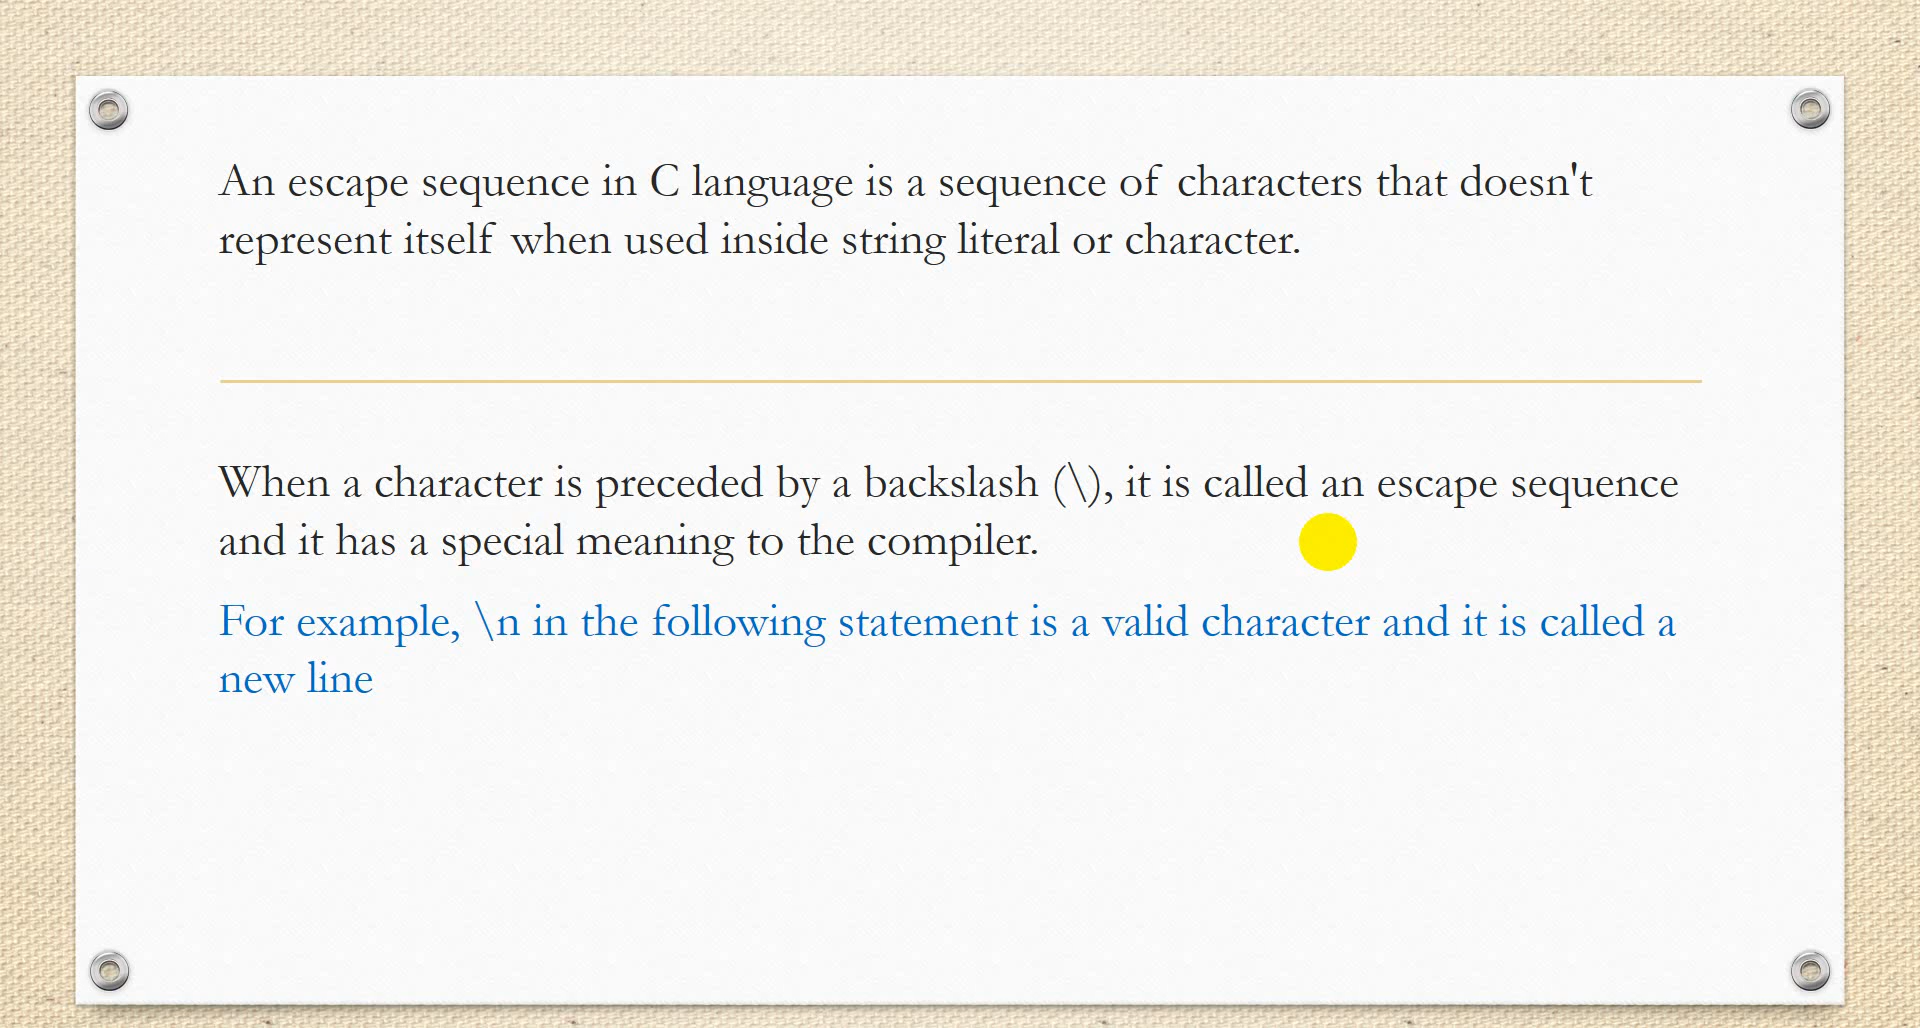 An escape sequence in C language is a sequence of characters that doesn't
represent itself when used inside string literal or character.
When a character is preceded by a backslash (\), it is called an escape sequence
and it has a special meaning to the compiler.
For example, \n in the following statement is a valid character and it is called a
new line